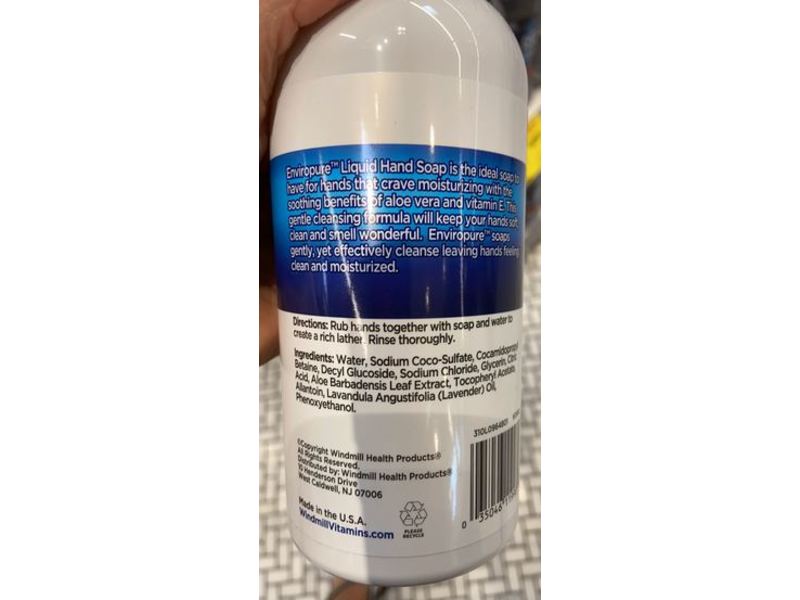 Enviropure™ Liquid Hand Soap is the ideal soap to
have for hands that crave moisturizing with the
soothing benefits of aloe vera and vitamin E. This
gentle cleansing formula will keep your hands soft,
clean and smell wonderful. Enviropure™ soaps
gently, yet effectively cleanse leaving hands feeling
clean and moisturized.
Directions: Rub hands together with soap and water to
create a rich lather. Rinse thoroughly.
Ingredients: Water, Sodium Coco-Sulfate, Cocamidopropyl
Betaine, Decyl Glucoside, Sodium Chloride, Glycerin, Citric
Acid, Aloe Barbadensis Leaf Extract, Tocopheryl Acetate,
Allantoin, Lavandula Angustifolia (Lavender) Oil,
Phenoxyethanol.
©Copyright Windmill Health Products®
All Rights Reserved.
Distributed by: Windmill Health Products®
10 Henderson Drive
West Caldwell, NJ 07006
Made in the U.S.A.
WindmillVitamins.com
PLEASE
RECYCLE
310L0964801
0 35046